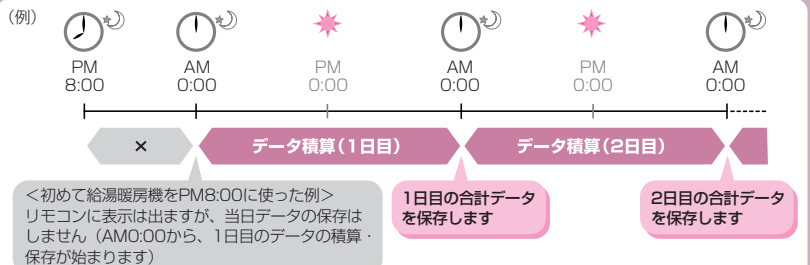 （例）
PM AM PM AM PM AM
8:00 0:00 0:00 0:00 0:00 0:00
× データ積算（1日目） データ積算（2日目）
＜初めて給湯暖房機をPM8:00に使った例＞
リモコンに表示は出ますが、当日データの保存は
しません（AM0:00から、1日目のデータの積算・
保存が始まります）
1日目の合計データ
を保存します
2日目の合計データ
を保存します